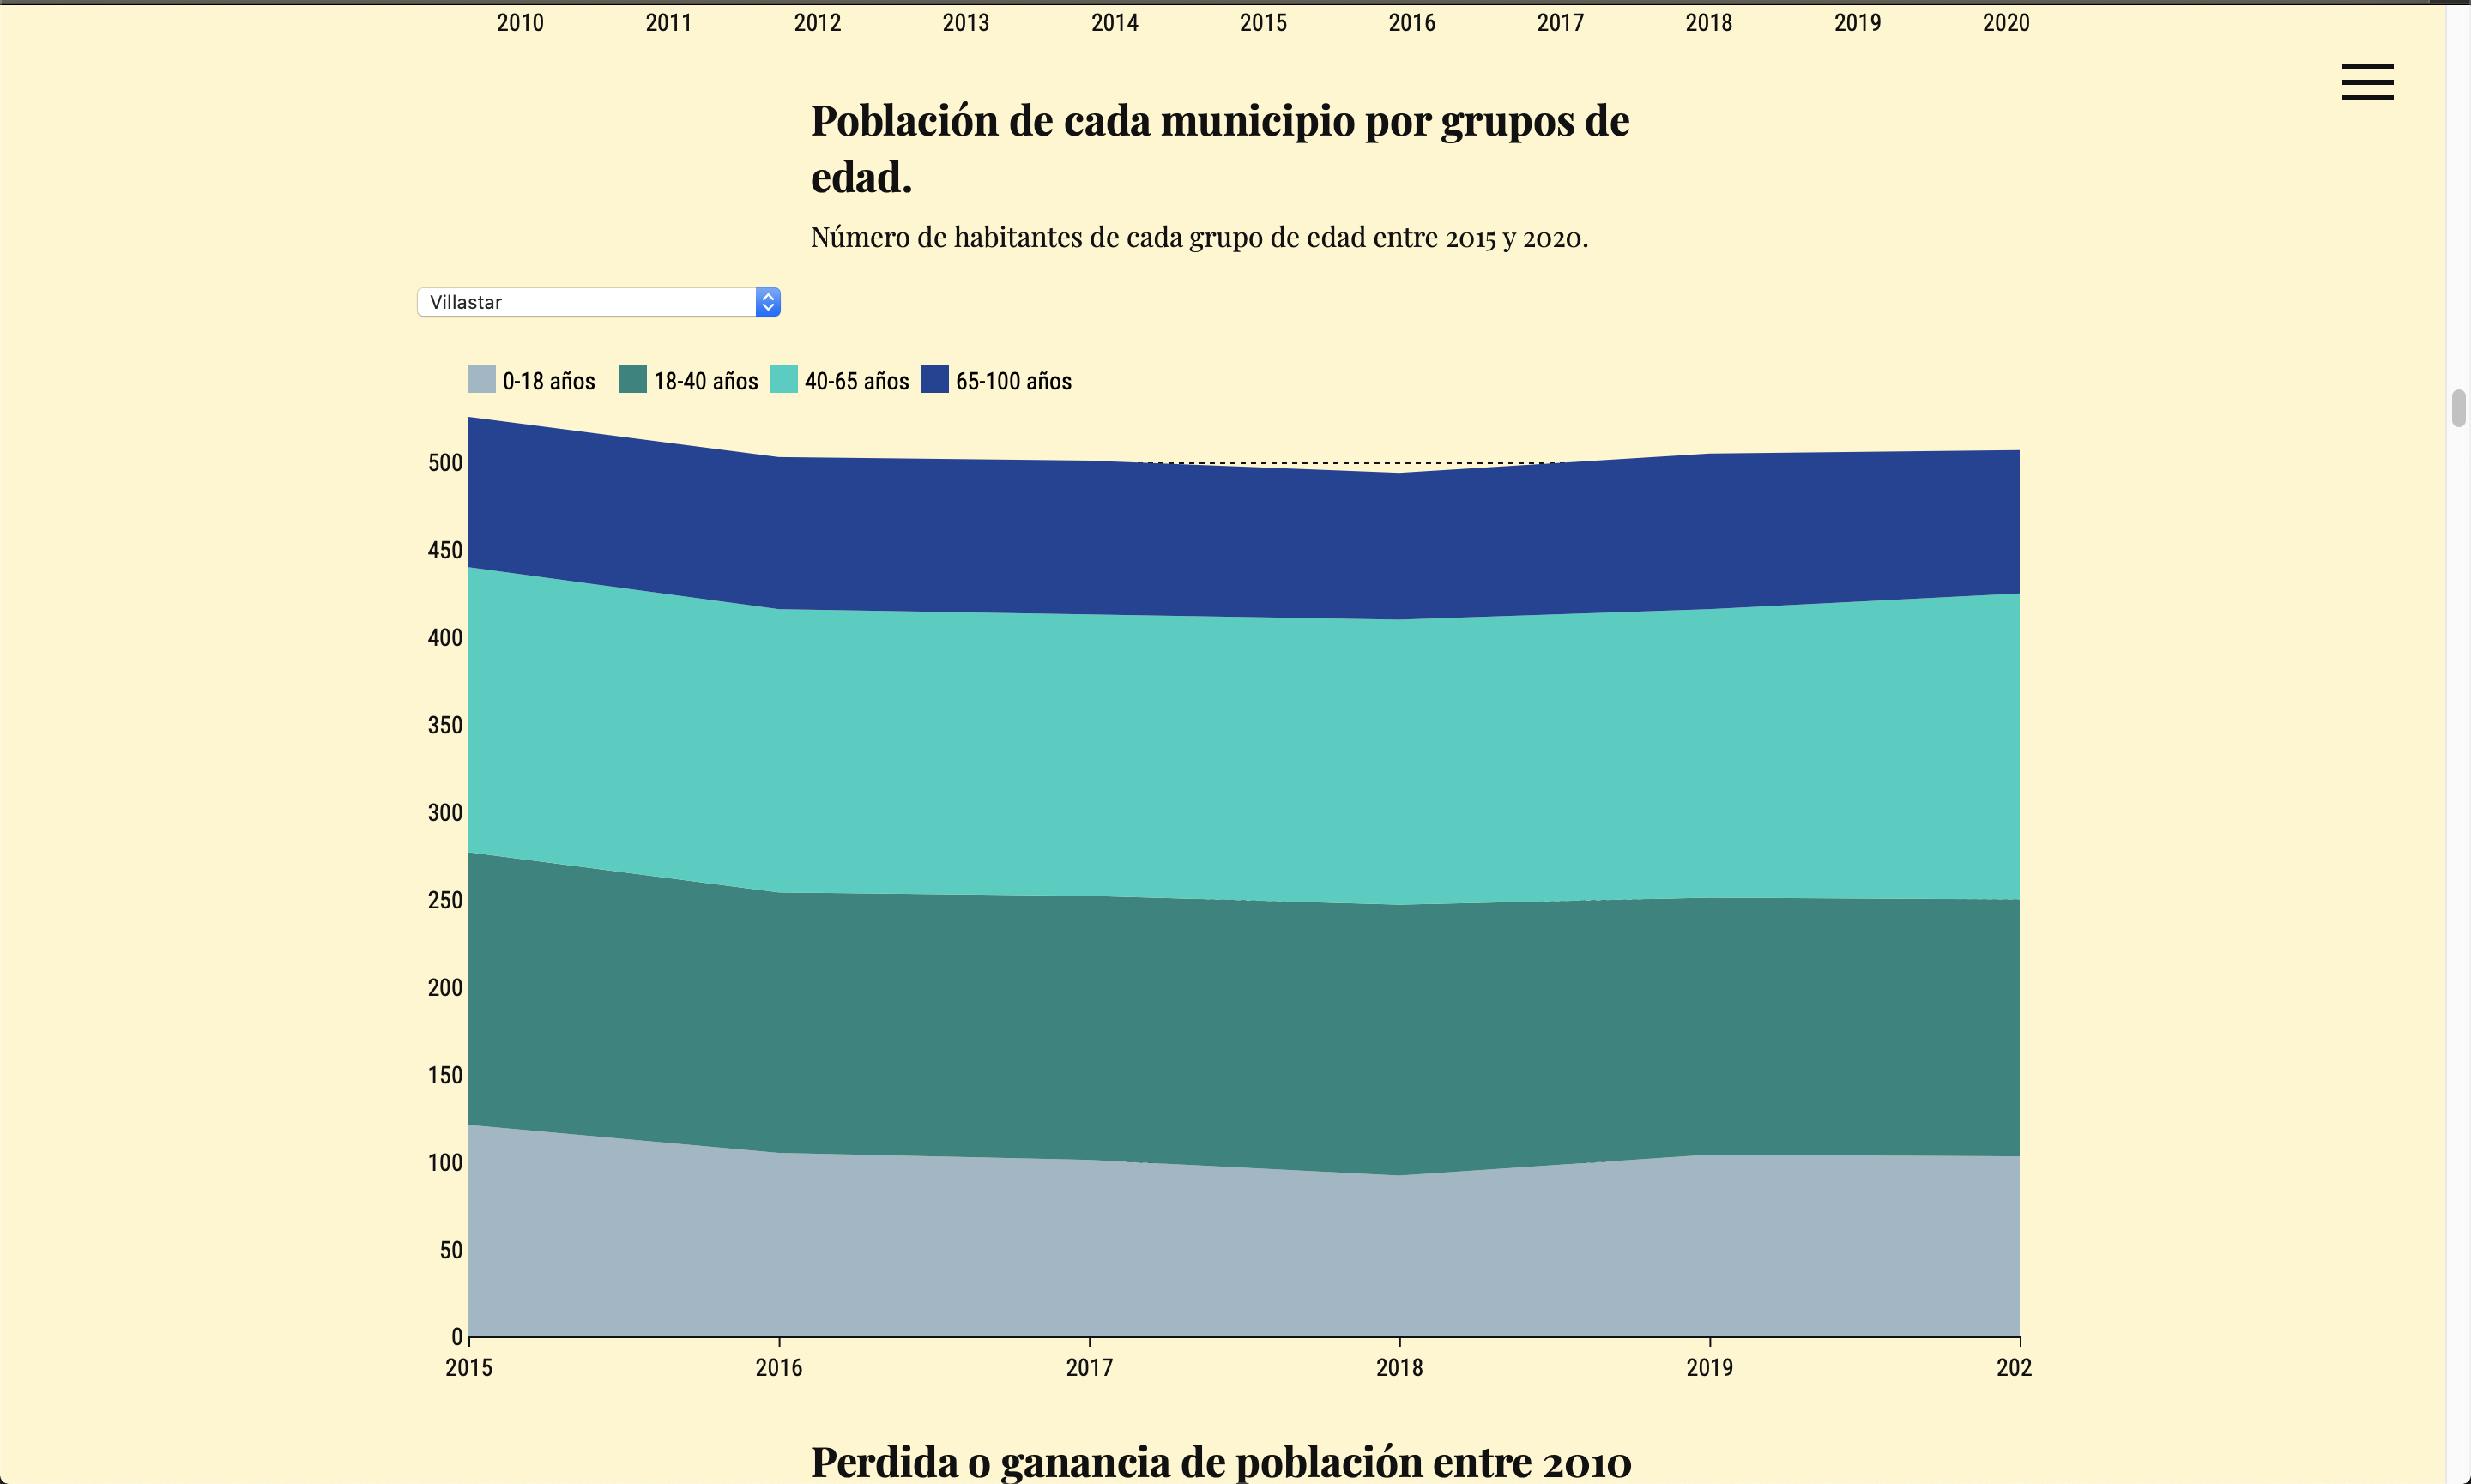 2010 2011 2012 2013 2014 2015 2016 2017 2018 2019 2020
Población de cada municipio por grupos de
edad.
Número de habitantes de cada grupo de edad entre 2015 y 2020.
Villastar
0-18 años 18-40 años 40-65 años 65-100 años
500
450
400
350
300
250
200
150
100
50
0
2015 2016 2017 2018 2019 202
Perdida o ganancia de población entre 2010